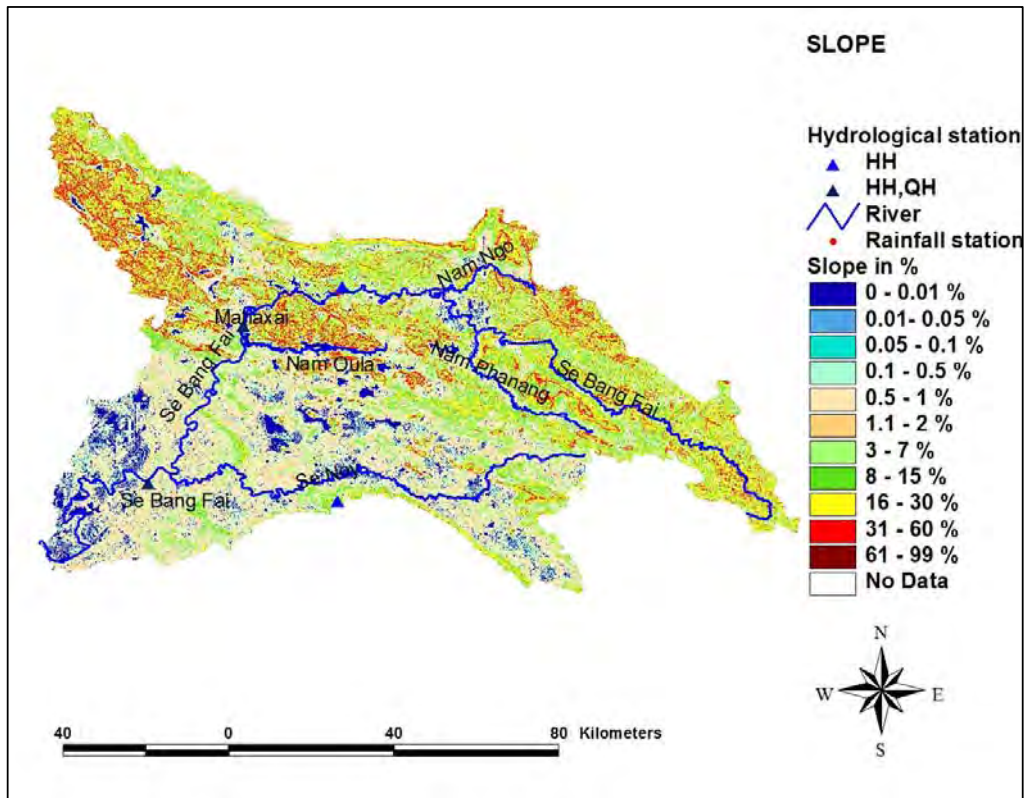 SLOPE
Hydrological station
HH
HH,QH
River
Rainfall station
Slope in %
0 - 0.01 %
0.01- 0.05 %
0.05 - 0.1 %
0.1 - 0.5 %
0.5 - 1 %
1.1 - 2 %
3 - 7 %
8 - 15 %
16 - 30 %
31 - 60 %
61 - 99 %
No Data
Nam Ngo
Mahaxai
Se Bang Fai
Nam Oula
Nam Phanang
Se Bang Fai
Se Bang Fai
Se Noy
N
W E
S
40 0 40 80 Kilometers